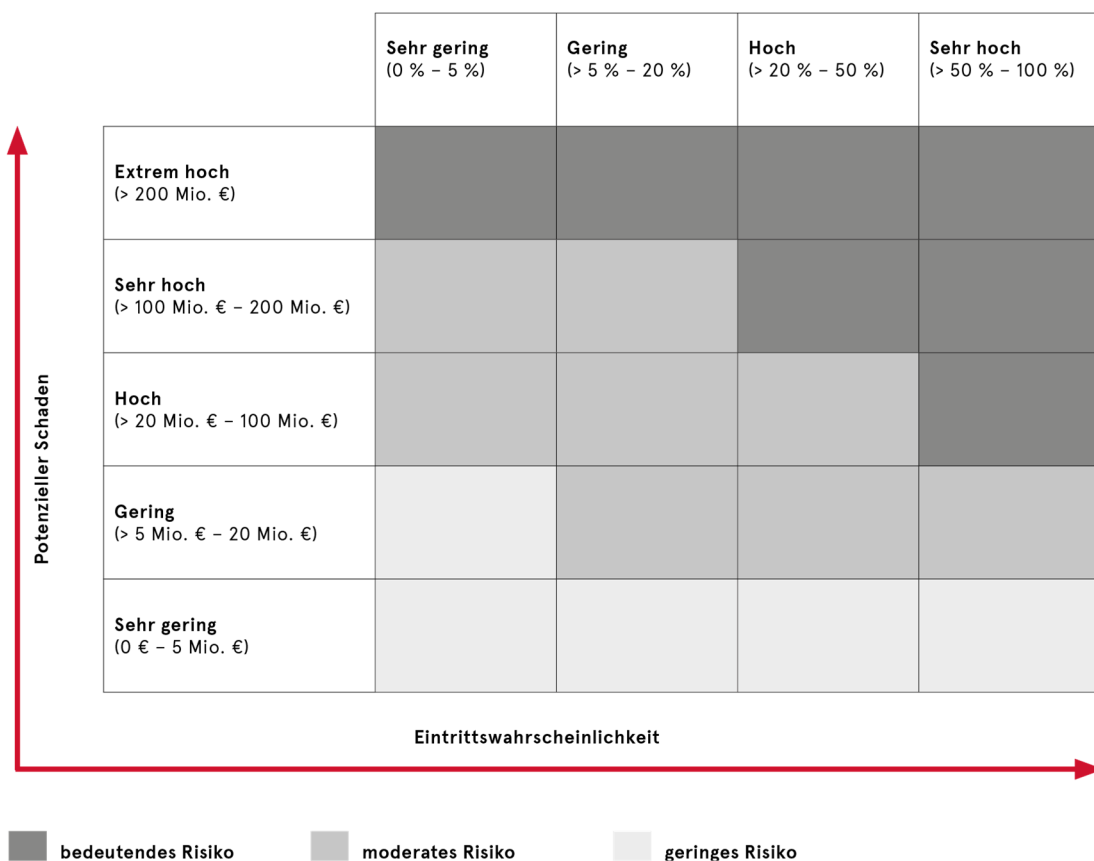 Sehr gering
(0 % – 5 %)
Gering
(> 5 % – 20 %)
Hoch
(> 20 % – 50 %)
Sehr hoch
(> 50 % – 100 %)
Extrem hoch
(> 200 Mio. €)
Sehr hoch
(> 100 Mio. € – 200 Mio. €)
Hoch
(> 20 Mio. € – 100 Mio. €)
Gering
(> 5 Mio. € – 20 Mio. €)
Sehr gering
(0 € – 5 Mio. €)
Potenzieller Schaden
Eintrittswahrscheinlichkeit
bedeutendes Risiko
moderates Risiko
geringes Risiko